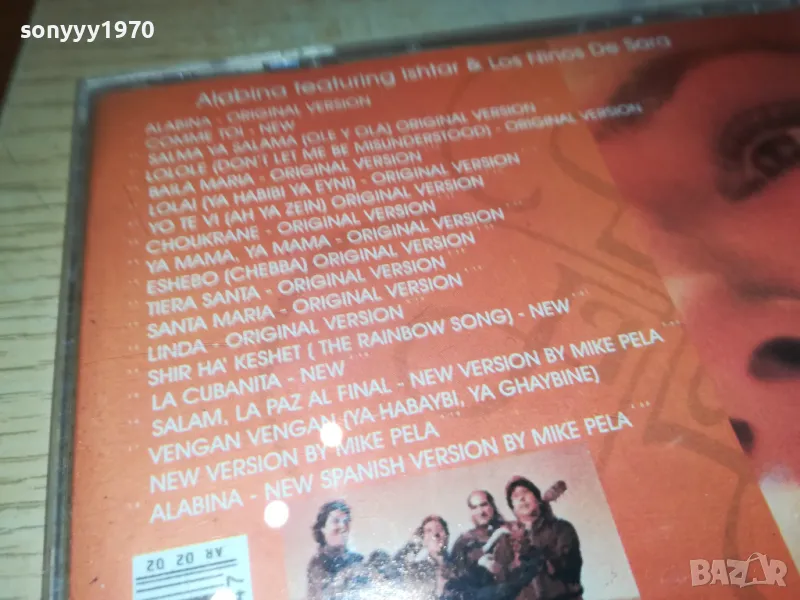 sonyyy1970
Alabina featuring Ishtar & Los Ninos De Sara
ALABINA - ORIGINAL VERSION
COMME TOI - NEW
SALMA YA SALAMA (OLE Y OLA) ORIGINAL VERSION
LOLOLE (DON'T LET ME BE MISUNDERSTOOD) - ORIGINAL VERSION
BAILA MARIA - ORIGINAL VERSION
LOLAI (YA HABIBI YA EYNI) - ORIGINAL VERSION
YO TE VI (AH YA ZEIN) ORIGINAL VERSION
CHOUKRANE - ORIGINAL VERSION
YA MAMA, YA MAMA - ORIGINAL VERSION
ESHEBO (CHEBBA) ORIGINAL VERSION
TIERA SANTA - ORIGINAL VERSION
SANTA MARIA - ORIGINAL VERSION
LINDA - ORIGINAL VERSION
SHIR HA' KESHET ( THE RAINBOW SONG) - NEW
LA CUBANITA - NEW
SALAM, LA PAZ AL FINAL - NEW VERSION BY MIKE PELA
VENGAN VENGAN (YA HABAYBI, YA GHAYBINE)
NEW VERSION BY MIKE PELA
ALABINA - NEW SPANISH VERSION BY MIKE PELA
AR 02 02 02
47
BAZAR